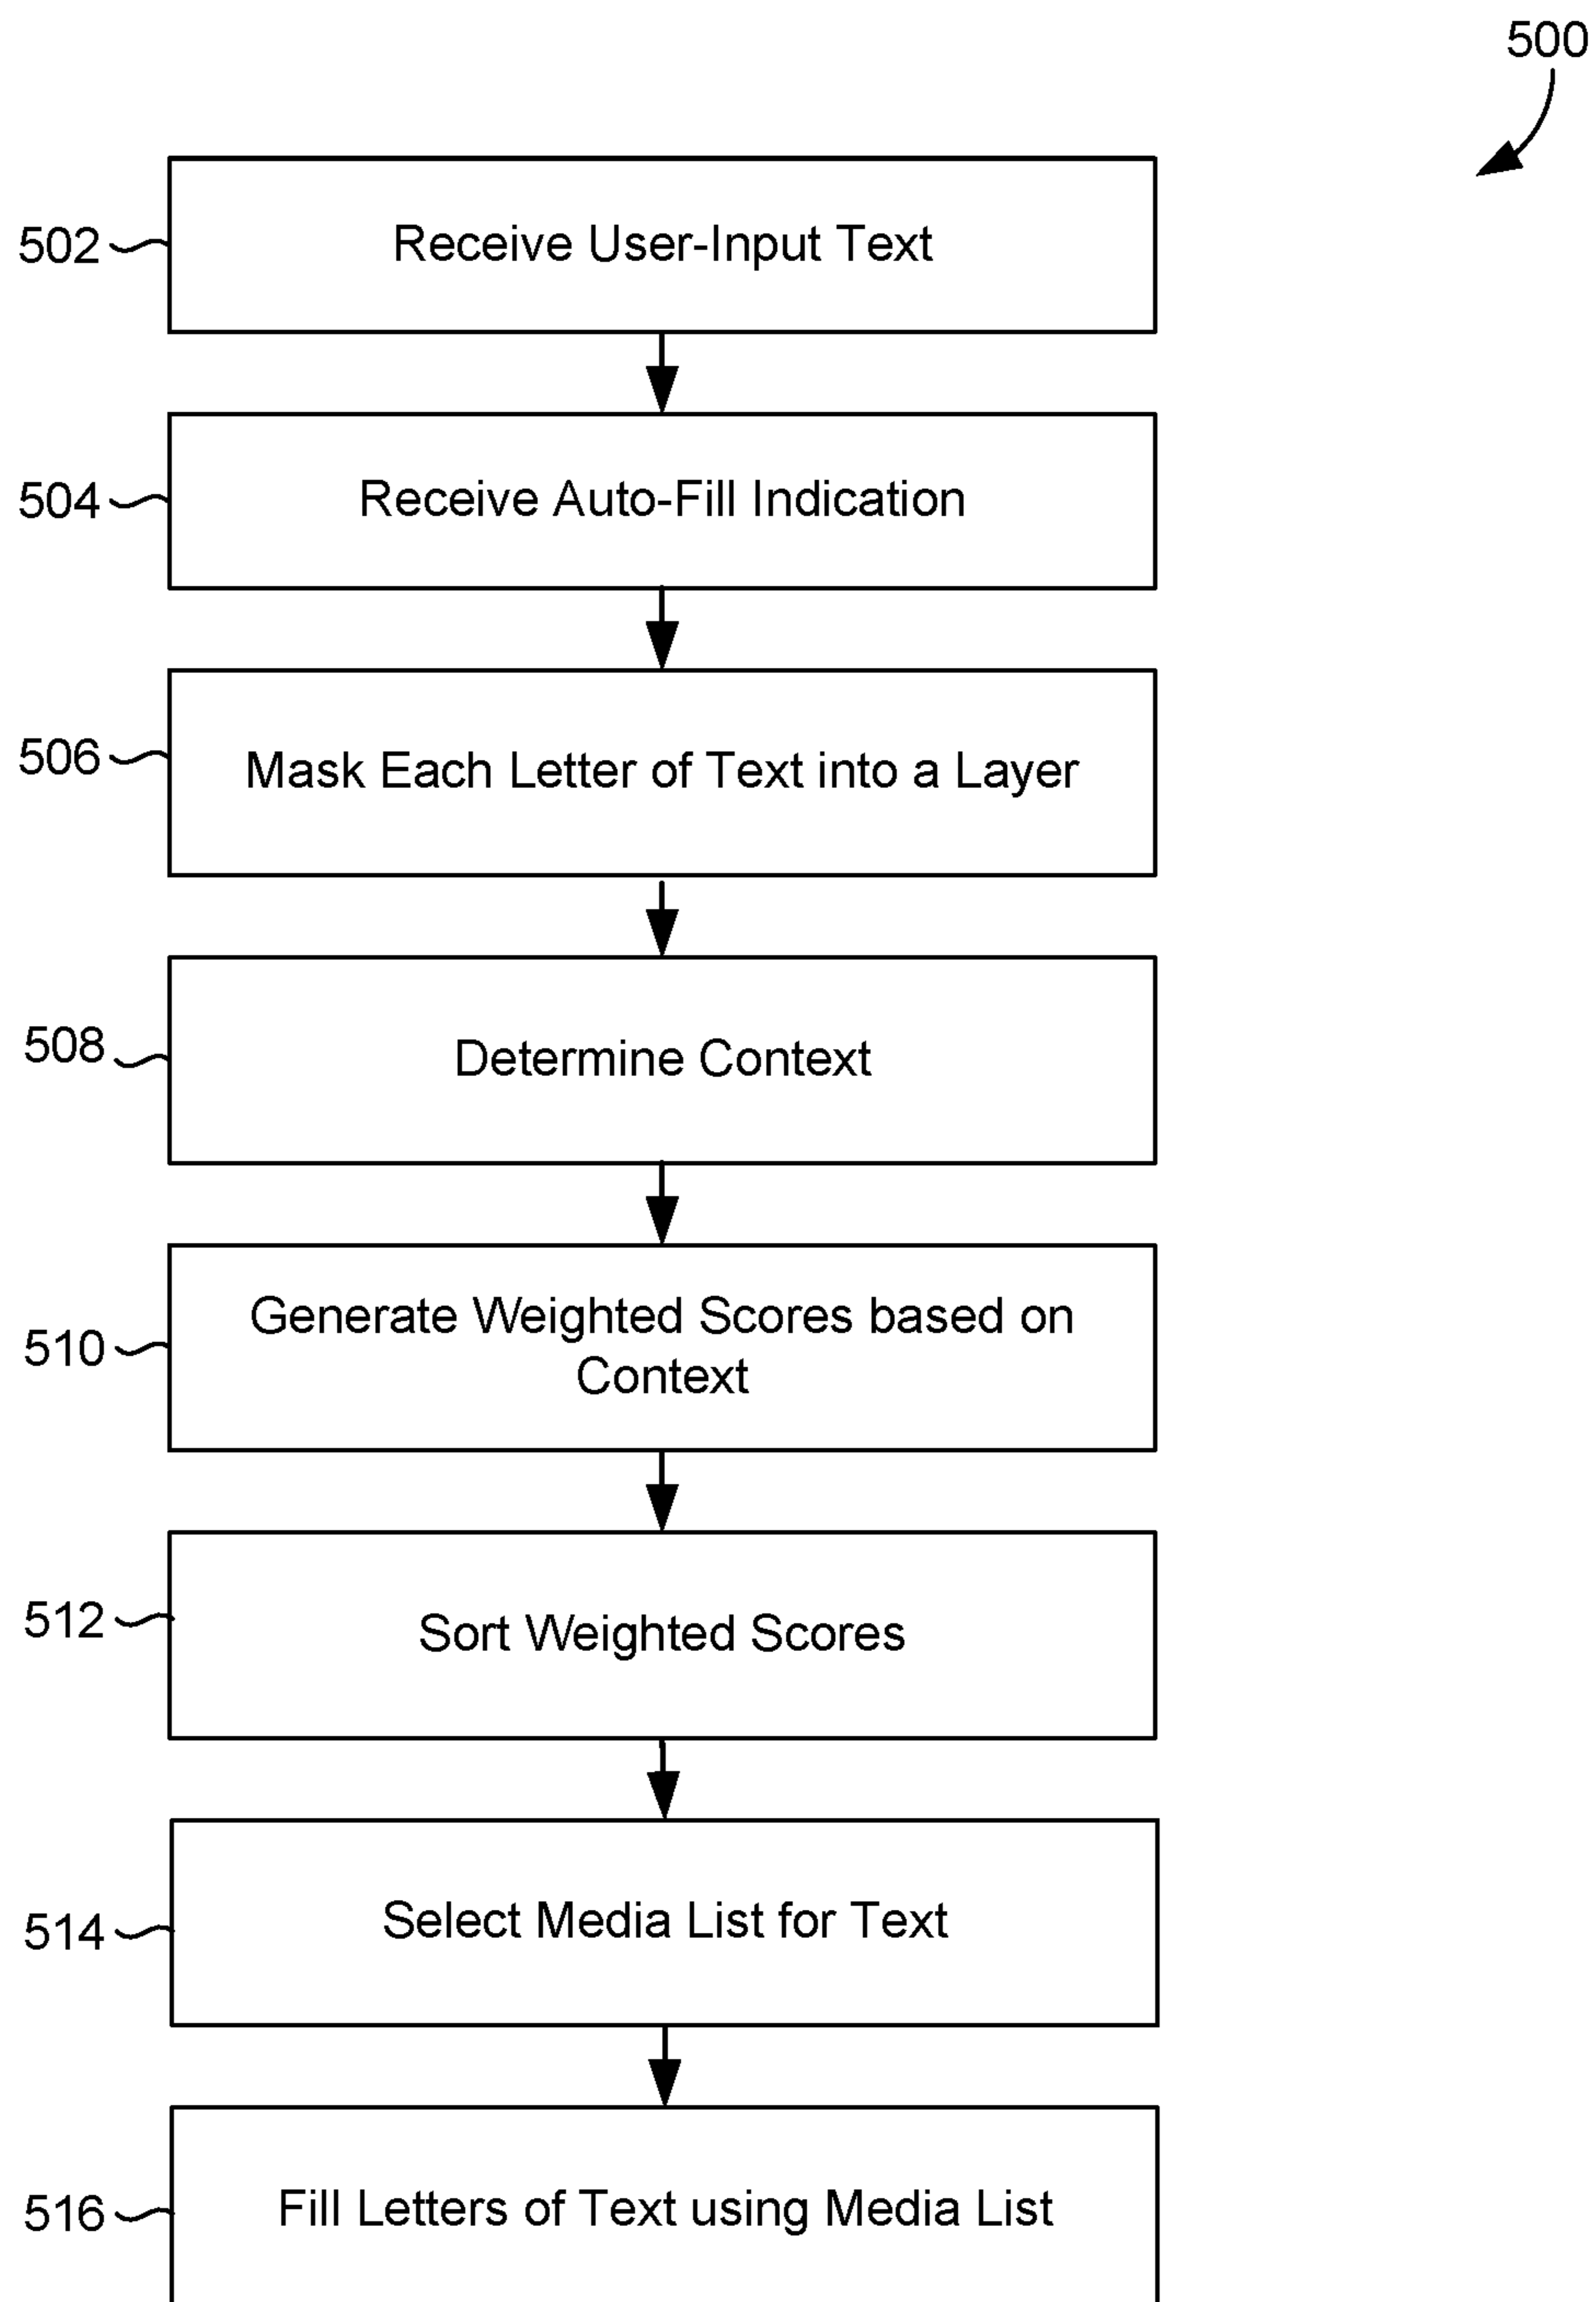 500
502
Receive User-Input Text
504
Receive Auto-Fill Indication
506
Mask Each Letter of Text into a Layer
508
Determine Context
510
Generate Weighted Scores based on
Context
512
Sort Weighted Scores
514
Select Media List for Text
516
Fill Letters of Text using Media List